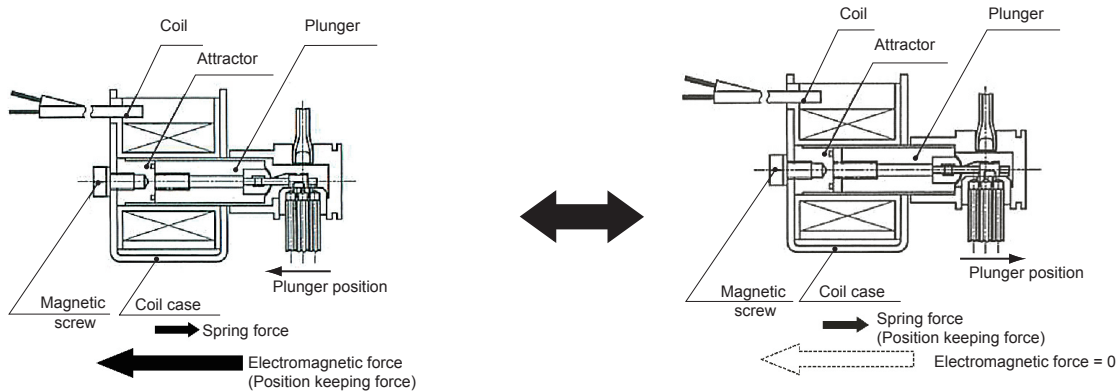 Coil
Plunger
Attractor
Plunger position
Magnetic
screw
Coil case
Spring force
Electromagnetic force
(Position keeping force)
Coil
Plunger
Attractor
Plunger position
Magnetic
screw
Coil case
Spring force
(Position keeping force)
Electromagnetic force = 0